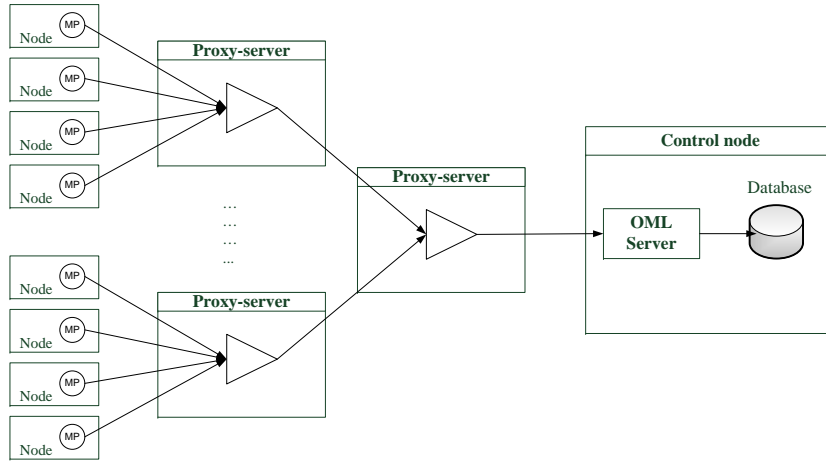 MP
Node
MP
Node
MP
Node
MP
Node
Proxy-server
...
...
...
...
MP
Node
MP
Node
MP
Node
MP
Node
Proxy-server
Proxy-server
Control node
OML
Server
Database